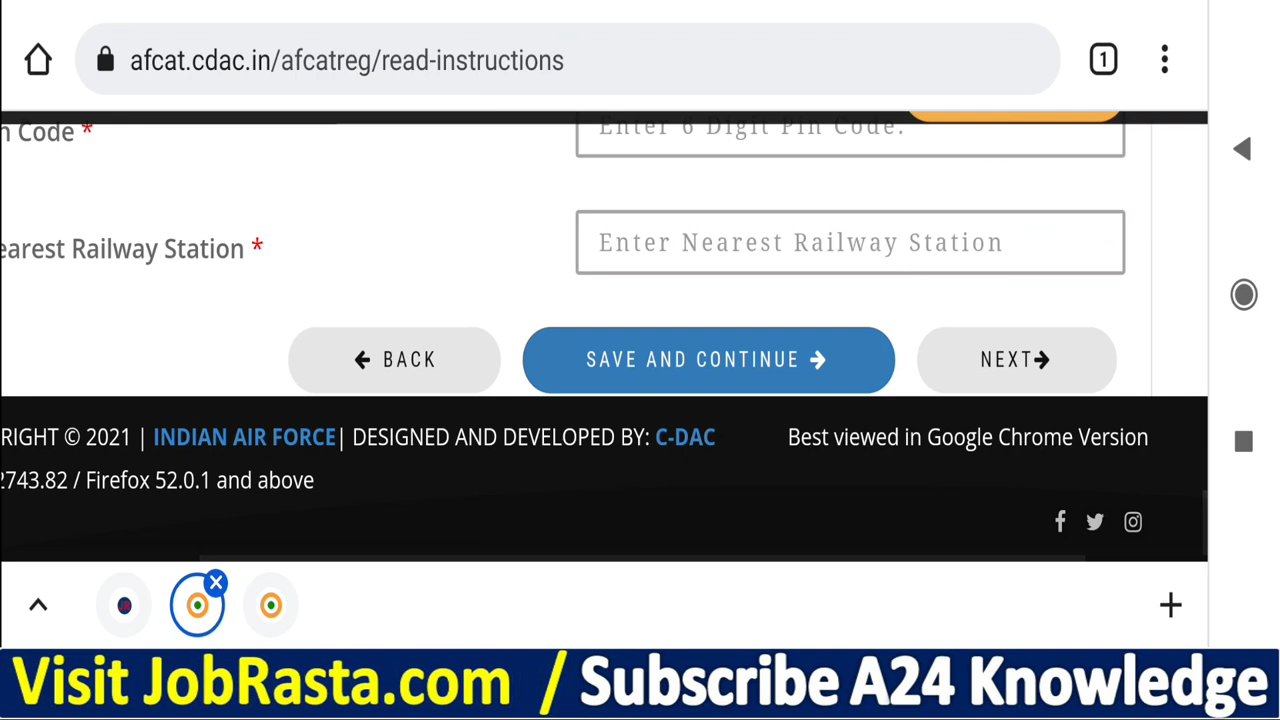 afcat.cdac.in/afcatreg/read-instructions
1
n Code *
Enter 6 Digit Pin Code.
earest Railway Station *
Enter Nearest Railway Station
BACK
SAVE AND CONTINUE
NEXT
RIGHT © 2021 | INDIAN AIR FORCE| DESIGNED AND DEVELOPED BY: C-DAC
Best viewed in Google Chrome Version
2743.82 / Firefox 52.0.1 and above
Visit JobRasta.com / Subscribe A24 Knowledge